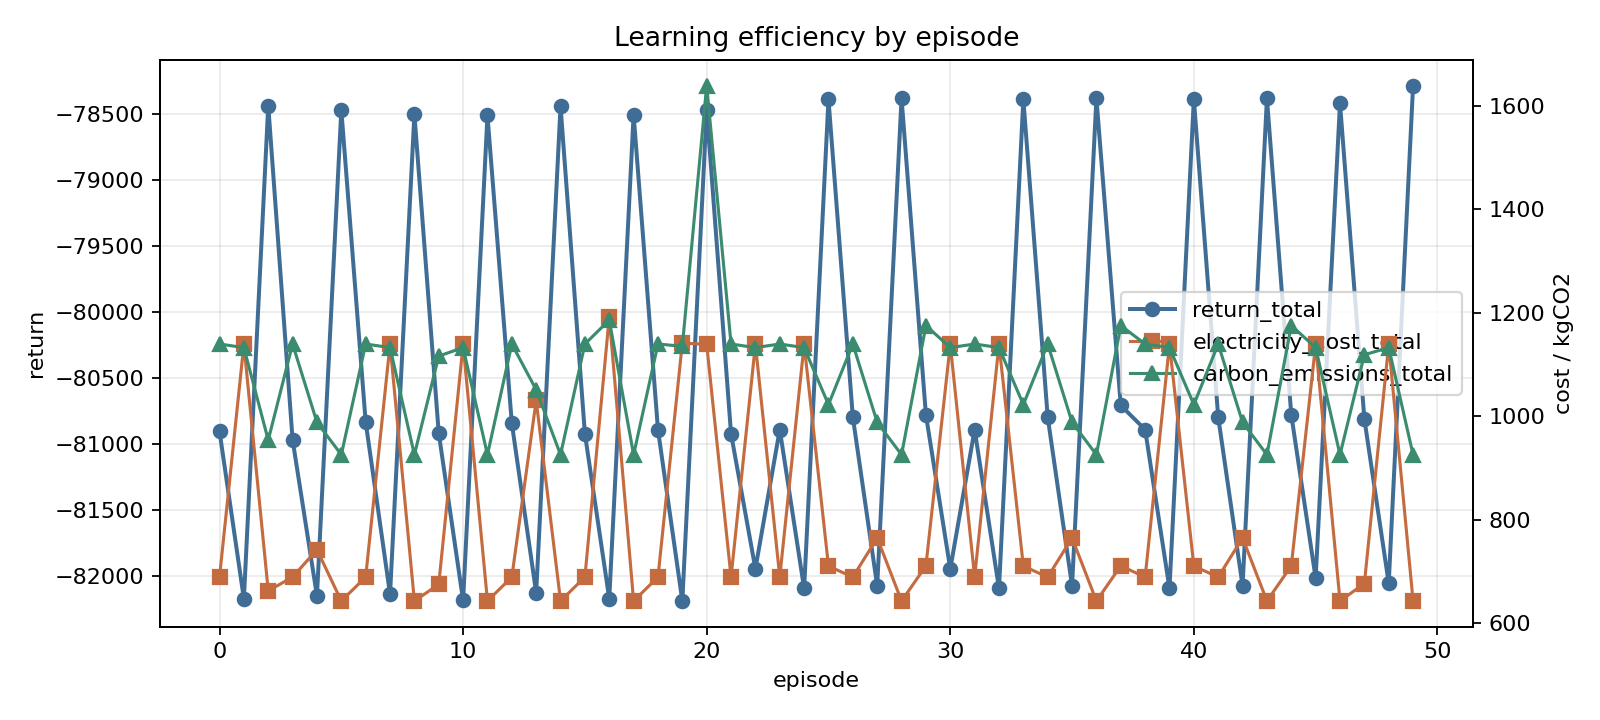 Learning efficiency by episode
−78500
−79000
−79500
−80000
−80500
−81000
−81500
−82000
return
1600
1400
1200
1000
800
600
cost / kgCO2
return_total
electricity_cost_total
carbon_emissions_total
0 10 20 30 40 50
episode